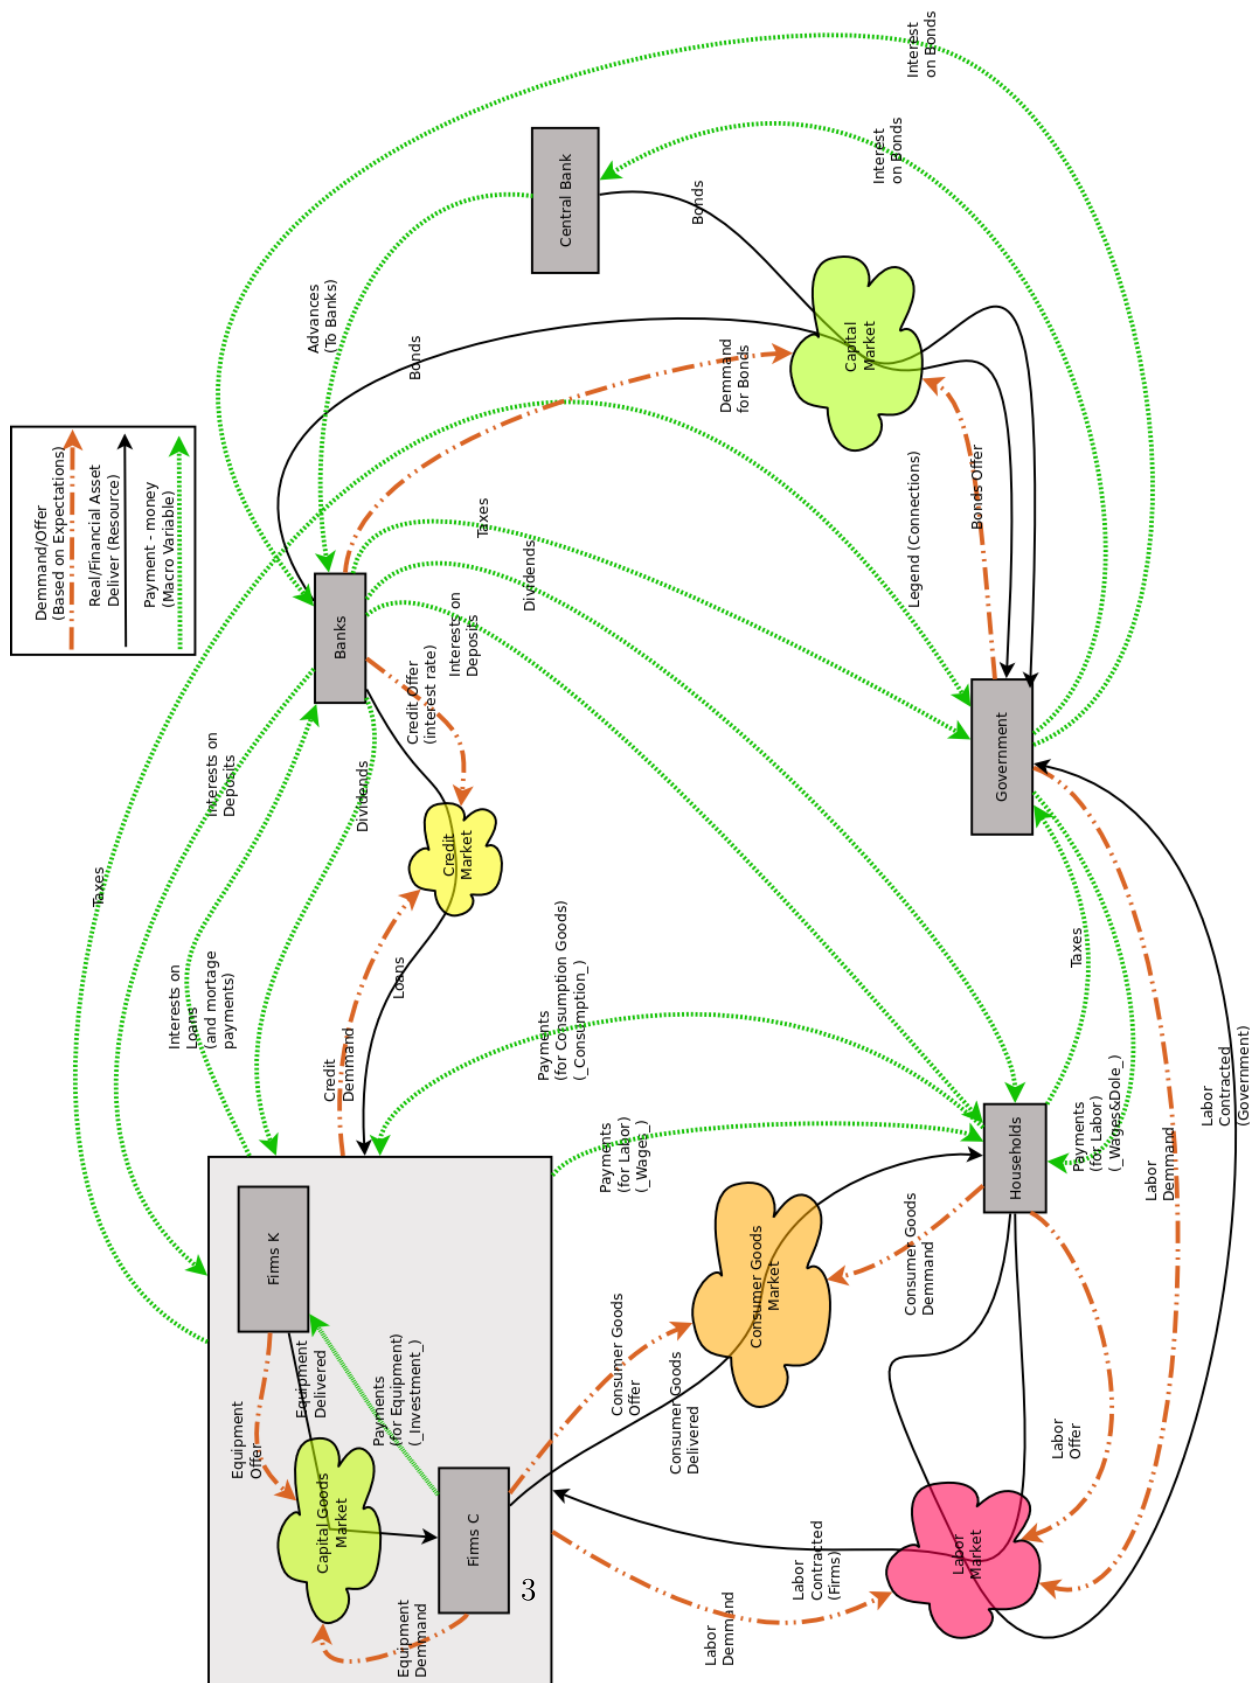 Demmand/Offer
(Based on Expectations)
Real/Financial Asset
Deliver (Resource)
Payment - money
(Macro Variable)
Interest
on Bonds
Interest
on Bonds
Central Bank
Bonds
Advances
(To Banks)
Bonds
Demmand
for Bonds
Capital
Market
Legend (Connections)
Bonds Offer
Taxes
Dividends
Interests on
Deposits
Banks
Credit Offer
(interest rate)
Government
Interests on
Deposits
Dividends
Credit
Market
Taxes
Interests on
Loans
(and mortage
payments)
Loans
Credit
Demmand
Payments
(for Consumption Goods)
(_Consumption_)
Taxes
Payments
(for Labor)
(_Wages_)
Households
Payments
(for Labor)
(_Wages&Dole_)
Labor
Demmand
Labor
Contracted
(Government)
Firms K
Equipment
Offer
Equipment
Delivered
Payments
(for Equipment)
(_Investment_)
Consumer Goods
Offer
Consumer Goods
Delivered
Consumer Goods
Market
Consumer Goods
Demmand
Labor
Offer
Capital Goods
Market
Firms C
Equipment
Demmand
Labor
Demmand
Labor
Contracted
(Firms)
Labor
Market
3